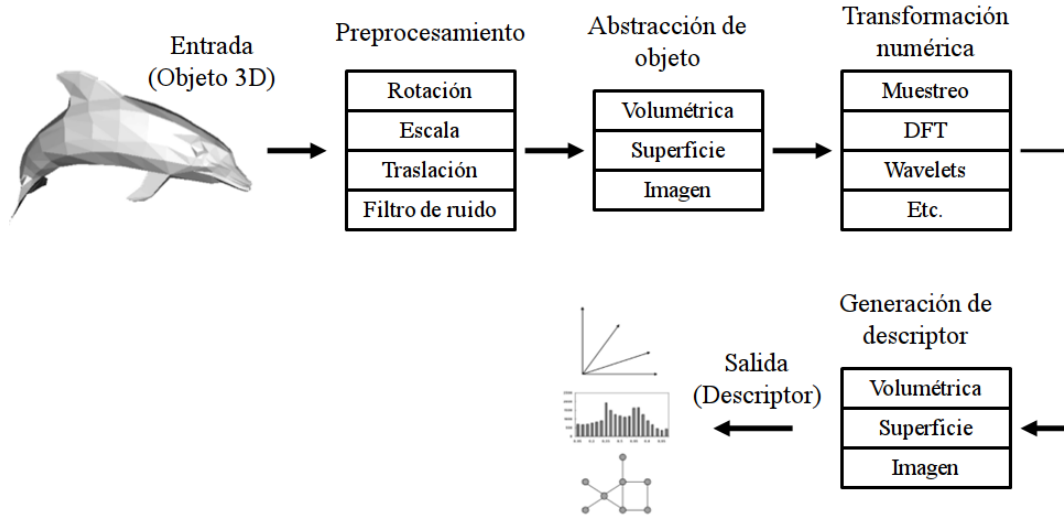 Entrada
(Objeto 3D)
Preprocesamiento
Rotación
Escala
Traslación
Filtro de ruido
Abstracción de
objeto
Volumétrica
Superficie
Imagen
Transformación
numérica
Muestreo
DFT
Wavelets
Etc.
Generación de
descriptor
Volumétrica
Superficie
Imagen
Salida
(Descriptor)